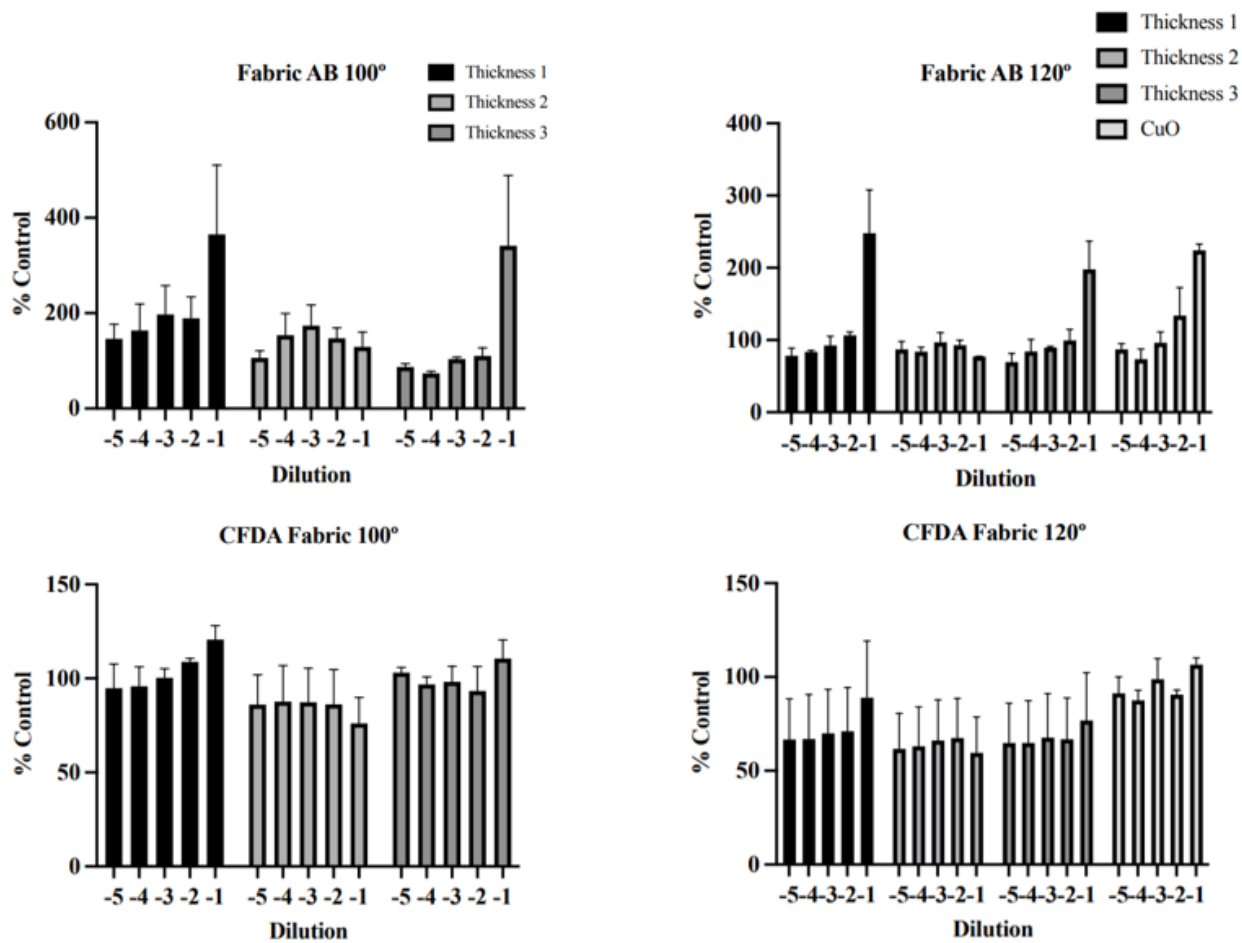 Fabric AB 100º
Thickness 1
Thickness 2
Thickness 3
% Control
600
400
200
0
-5 -4 -3 -2 -1 -5 -4 -3 -2 -1 -5 -4 -3 -2 -1
Dilution
Fabric AB 120º
Thickness 1
Thickness 2
Thickness 3
CuO
% Control
400
300
200
100
0
-5-4-3-2-1 -5-4-3-2-1 -5-4-3-2-1 -5-4-3-2-1
Dilution
CFDA Fabric 100º
% Control
150
100
50
0
-5 -4 -3 -2 -1 -5 -4 -3 -2 -1 -5 -4 -3 -2 -1
Dilution
CFDA Fabric 120º
% Control
150
100
50
0
-5-4-3-2-1 -5-4-3-2-1 -5-4-3-2-1 -5-4-3-2-1
Dilution